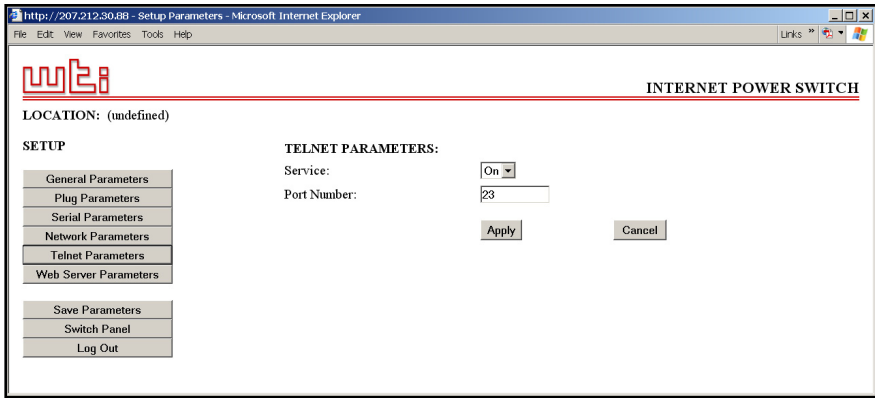 http://207.212.30.88 - Setup Parameters - Microsoft Internet Explorer
File Edit View Favorites Tools Help Links »
wti
INTERNET POWER SWITCH
LOCATION: (undefined)
SETUP
General Parameters
Plug Parameters
Serial Parameters
Network Parameters
Telnet Parameters
Web Server Parameters
Save Parameters
Switch Panel
Log Out
TELNET PARAMETERS:
Service: On
Port Number: 23
Apply Cancel